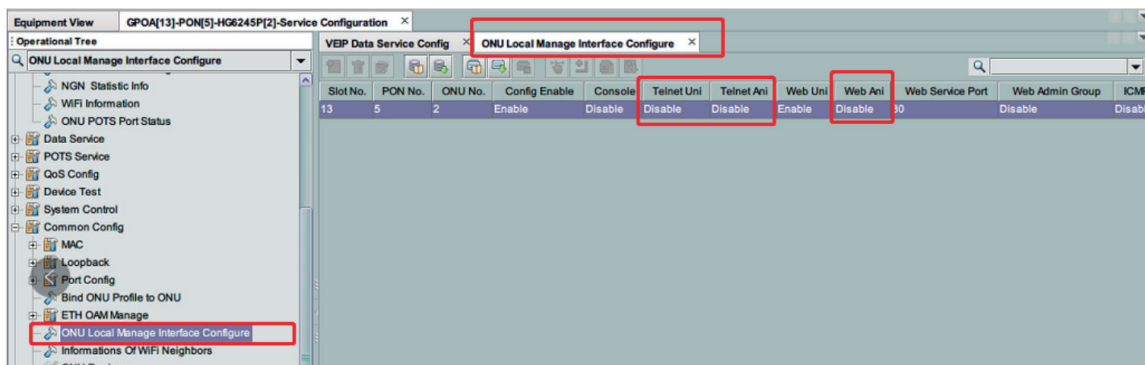 Equipment View GPOA[13]-PON[5]-HG6245P[2]-Service Configuration ×
Operational Tree
ONU Local Manage Interface Configure
NGN Statistic Info
WiFi Information
ONU POTS Port Status
Data Service
POTS Service
QoS Config
Device Test
System Control
Common Config
MAC
Loopback
Port Config
Bind ONU Profile to ONU
ETH OAM Manage
ONU Local Manage Interface Configure
Informations Of WiFi Neighbors
VEIP Data Service Config × ONU Local Manage Interface Configure ×
Slot No. PON No. ONU No. Config Enable Console Telnet Uni Telnet Ani Web Uni Web Ani Web Service Port Web Admin Group ICMP
13 5 2 Enable Disable Disable Disable Enable Disable 80 Disable Disabl